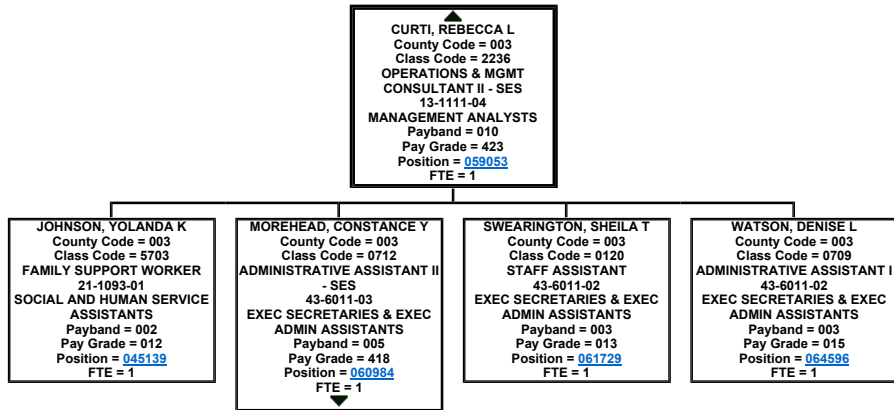 CURTI, REBECCA L
County Code = 003
Class Code = 2236
OPERATIONS & MGMT
CONSULTANT II - SES
13-1111-04
MANAGEMENT ANALYSTS
Payband = 010
Pay Grade = 423
Position = 059053
FTE = 1
JOHNSON, YOLANDA K
County Code = 003
Class Code = 5703
FAMILY SUPPORT WORKER
21-1093-01
SOCIAL AND HUMAN SERVICE
ASSISTANTS
Payband = 002
Pay Grade = 012
Position = 045139
FTE = 1
MOREHEAD, CONSTANCE Y
County Code = 003
Class Code = 0712
ADMINISTRATIVE ASSISTANT II
- SES
43-6011-03
EXEC SECRETARIES & EXEC
ADMIN ASSISTANTS
Payband = 005
Pay Grade = 418
Position = 060984
FTE = 1
SWEARINGTON, SHEILA T
County Code = 003
Class Code = 0120
STAFF ASSISTANT
43-6011-02
EXEC SECRETARIES & EXEC
ADMIN ASSISTANTS
Payband = 003
Pay Grade = 013
Position = 061729
FTE = 1
WATSON, DENISE L
County Code = 003
Class Code = 0709
ADMINISTRATIVE ASSISTANT I
43-6011-02
EXEC SECRETARIES & EXEC
ADMIN ASSISTANTS
Payband = 003
Pay Grade = 015
Position = 064596
FTE = 1